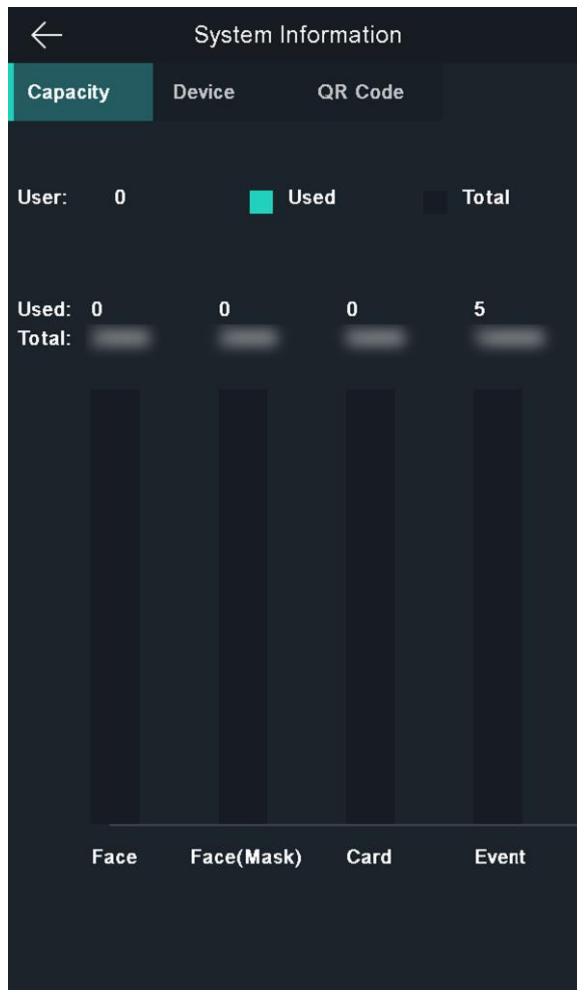 System Information
Capacity Device QR Code
User: 0 Used Total
Used: 0 0 0 5
Total:
Face Face(Mask) Card Event